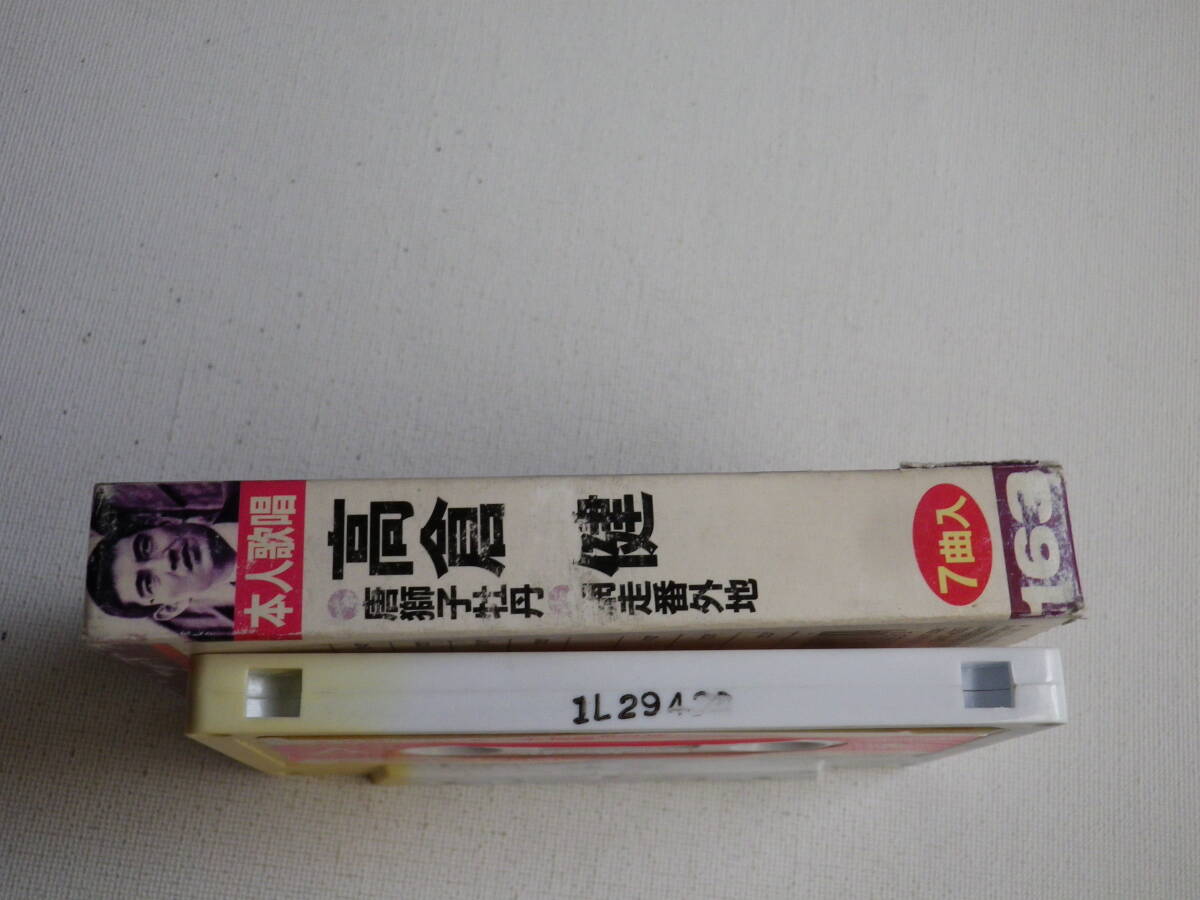 本人歌唱
高倉 健
唐獅子牡丹 網走番外地
7曲入
163
1L294